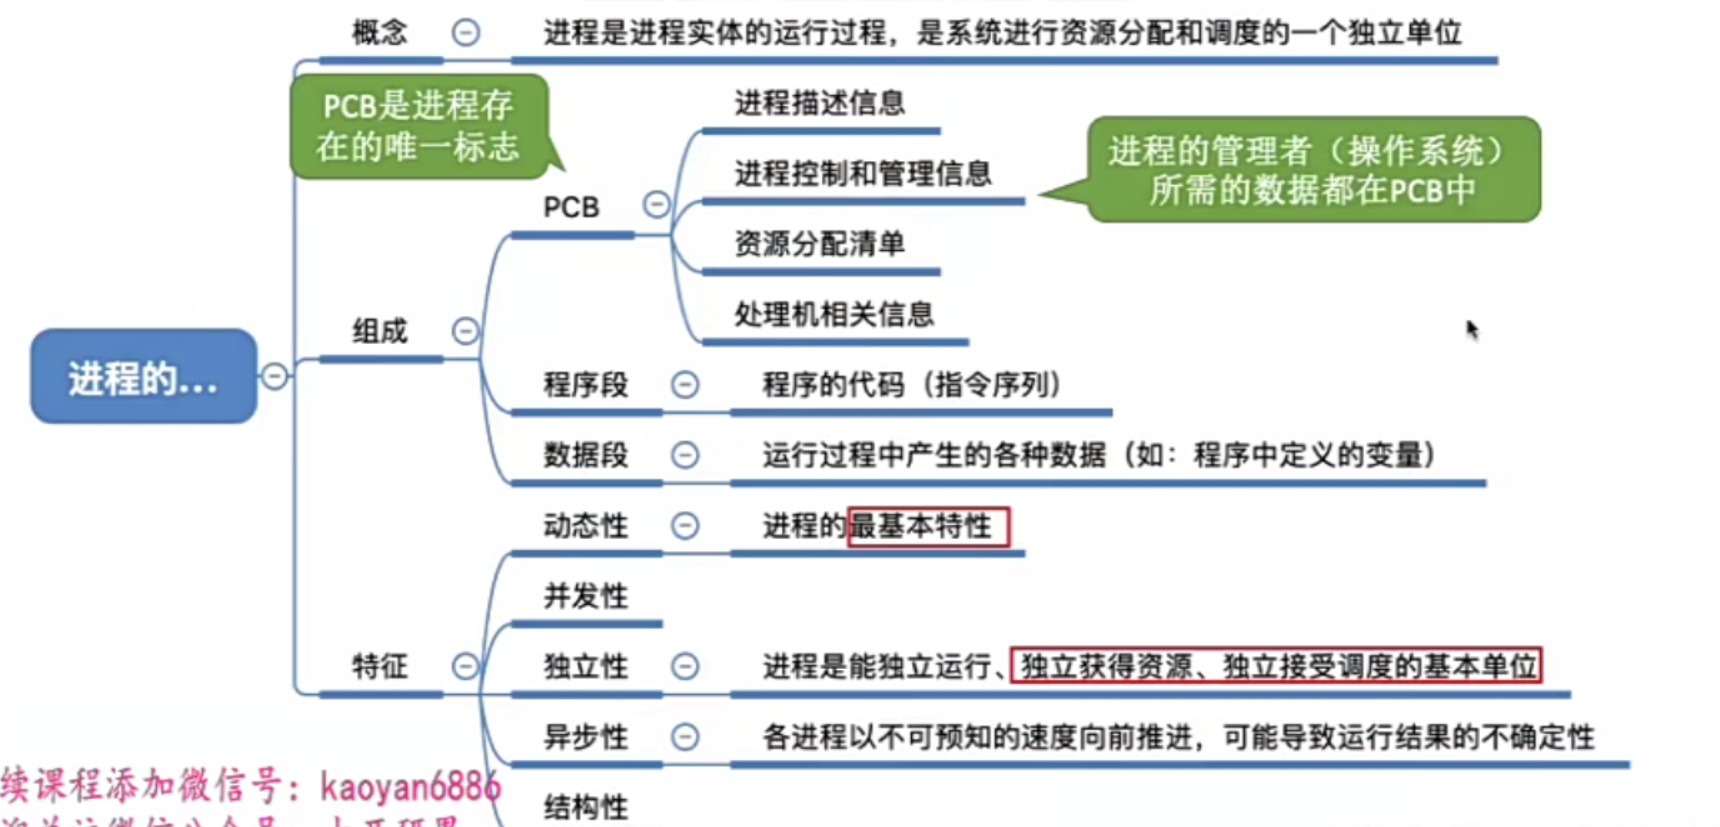 概念
进程是进程实体的运行过程，是系统进行资源分配和调度的一个独立单位
PCB是进程存
在的唯一标志
进程描述信息
进程控制和管理信息
进程的管理者（操作系统）
所需的数据都在PCB中
PCB
资源分配清单
处理机相关信息
组成
进程的...
程序段
程序的代码（指令序列）
数据段
运行过程中产生的各种数据（如：程序中定义的变量）
动态性
进程的最基本特性
并发性
特征
独立性
进程是能独立运行、独立获得资源、独立接受调度的基本单位
异步性
各进程以不可预知的速度向前推进，可能导致运行结果的不确定性
结构性
续课程添加微信号：kaoyan6886